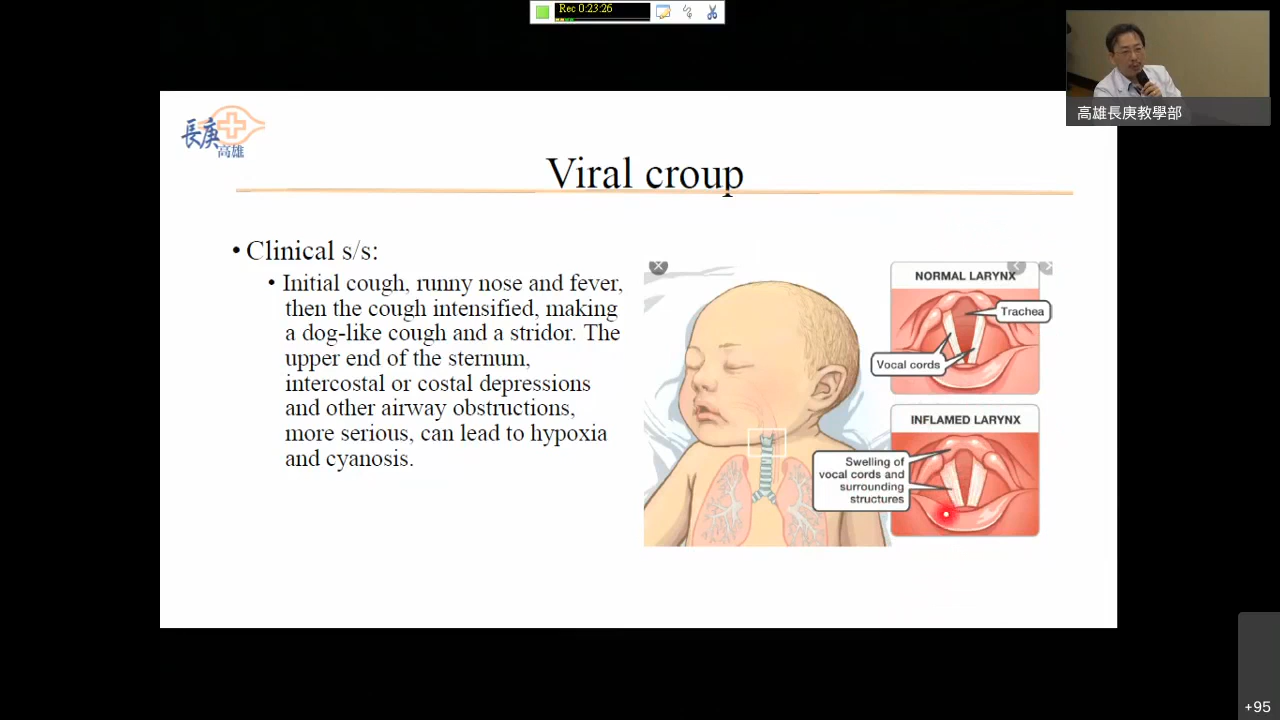 Rec 0:23:26
高雄長庚教學部
長庚
高雄
Viral croup
• Clinical s/s:
• Initial cough, runny nose and fever,
then the cough intensified, making
a dog-like cough and a stridor. The
upper end of the sternum,
intercostal or costal depressions
and other airway obstructions,
more serious, can lead to hypoxia
and cyanosis.
NORMAL LARYNX
Trachea
Vocal cords
INFLAMED LARYNX
Swelling of
vocal cords and
surrounding
structures
+95